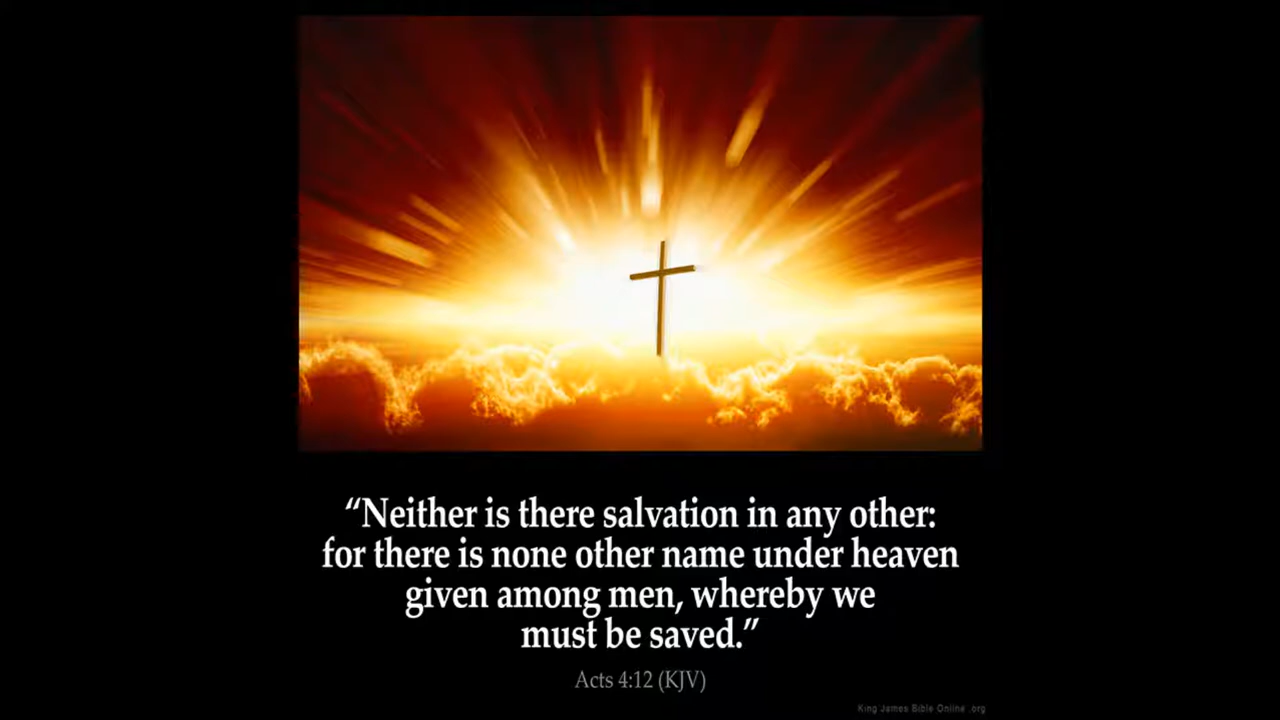 “Neither is there salvation in any other:
for there is none other name under heaven
given among men, whereby we
must be saved.”
Acts 4:12 (KJV)
King James Bible Online .org